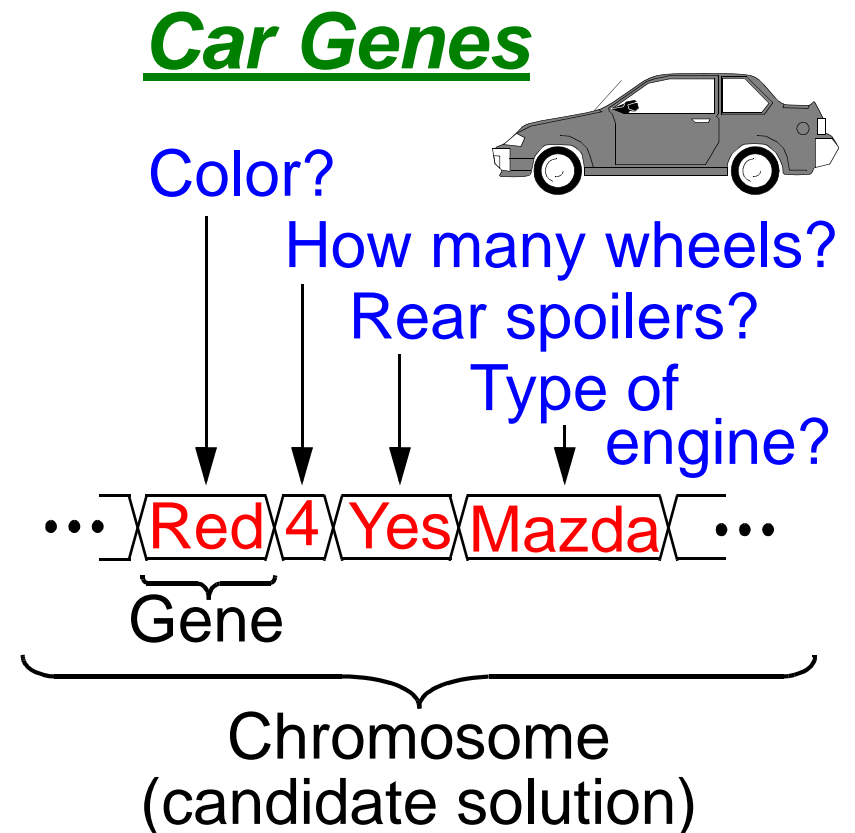 Car Genes
Color?
How many wheels?
Rear spoilers?
Type of
engine?
••• Red 4 Yes Mazda •••
Gene
Chromosome
(candidate solution)